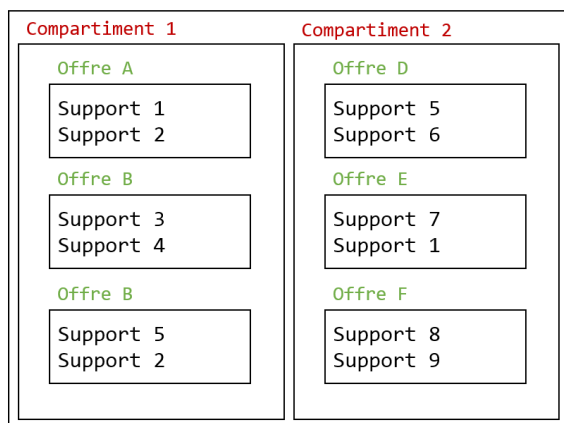 Compartiment 1
Offre A
Support 1
Support 2
Offre B
Support 3
Support 4
Offre B
Support 5
Support 2
Compartiment 2
Offre D
Support 5
Support 6
Offre E
Support 7
Support 1
Offre F
Support 8
Support 9